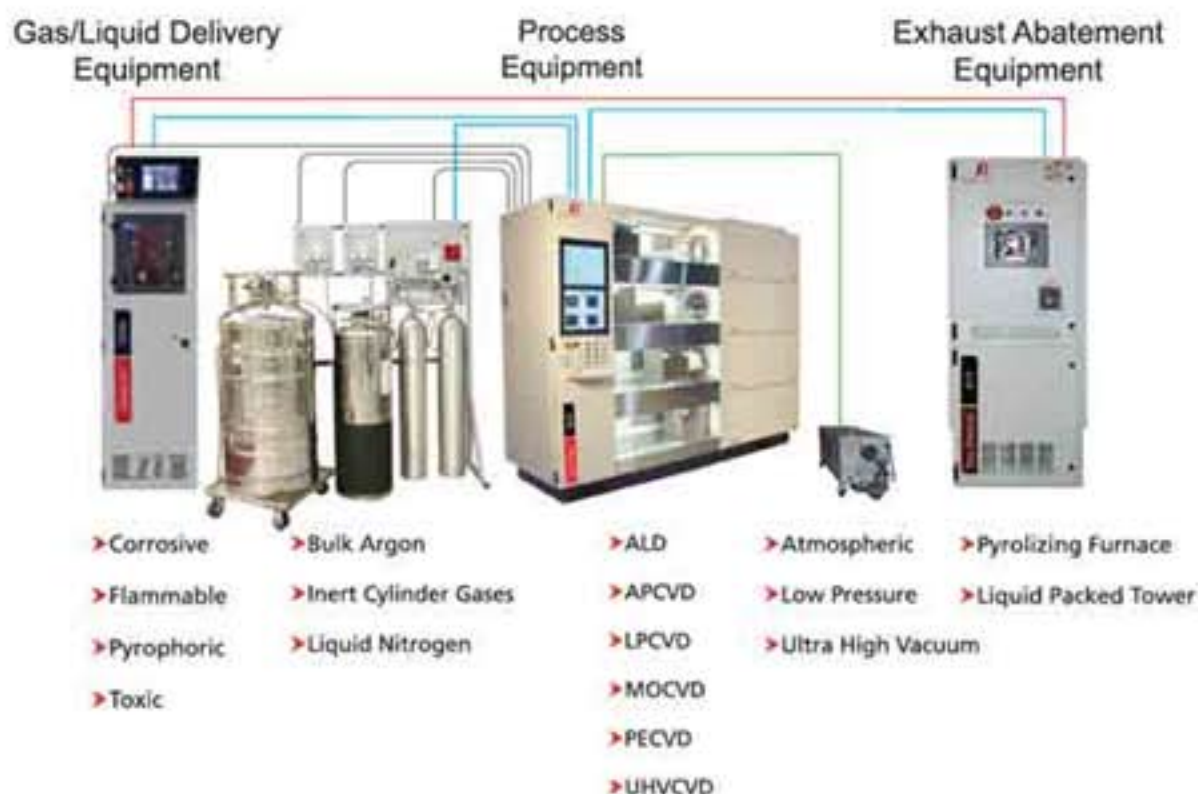 Gas/Liquid Delivery
Equipment
Process
Equipment
Exhaust Abatement
Equipment
➤Corrosive
➤Flammable
➤Pyrophoric
➤Toxic
➤Bulk Argon
➤Inert Cylinder Gases
➤Liquid Nitrogen
➤ALD
➤APCVD
➤LPCVD
➤MOCVD
➤PECVD
➤UHVCVD
➤Atmospheric
➤Low Pressure
➤Ultra High Vacuum
➤Pyrolizing Furnace
➤Liquid Packed Tower